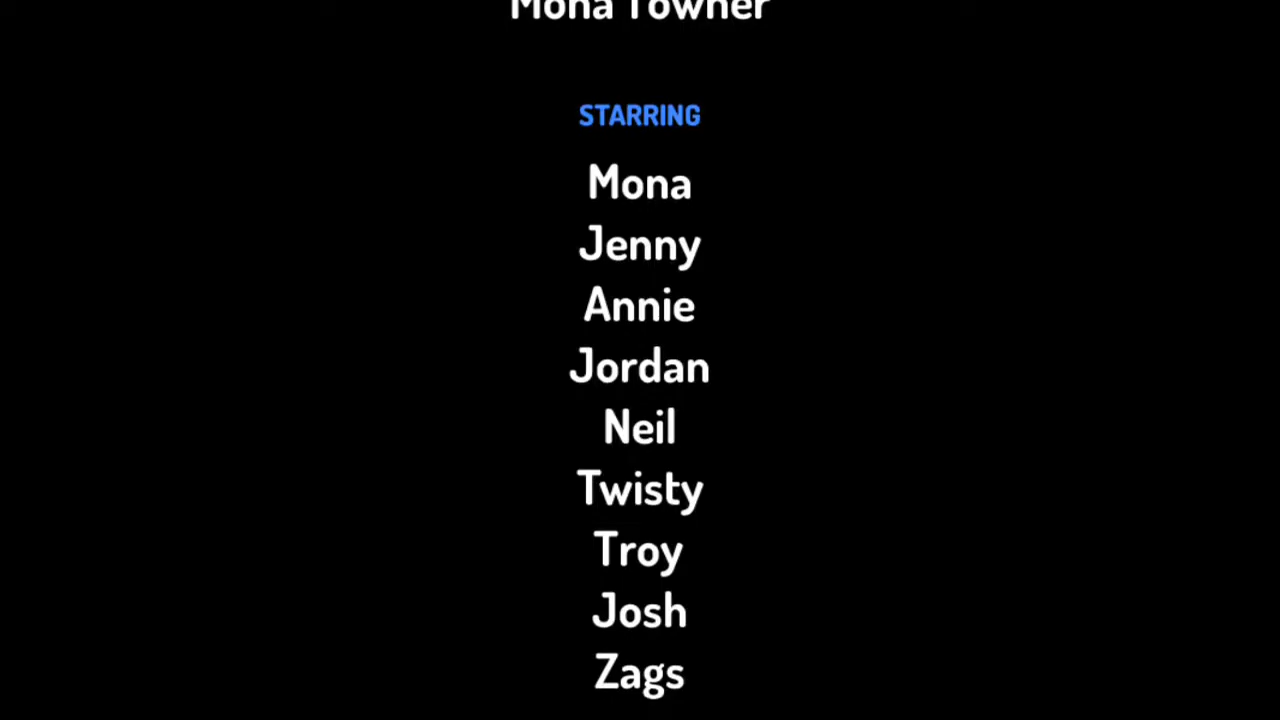 Mona Towner
STARRING
Mona
Jenny
Annie
Jordan
Neil
Twisty
Troy
Josh
Zags